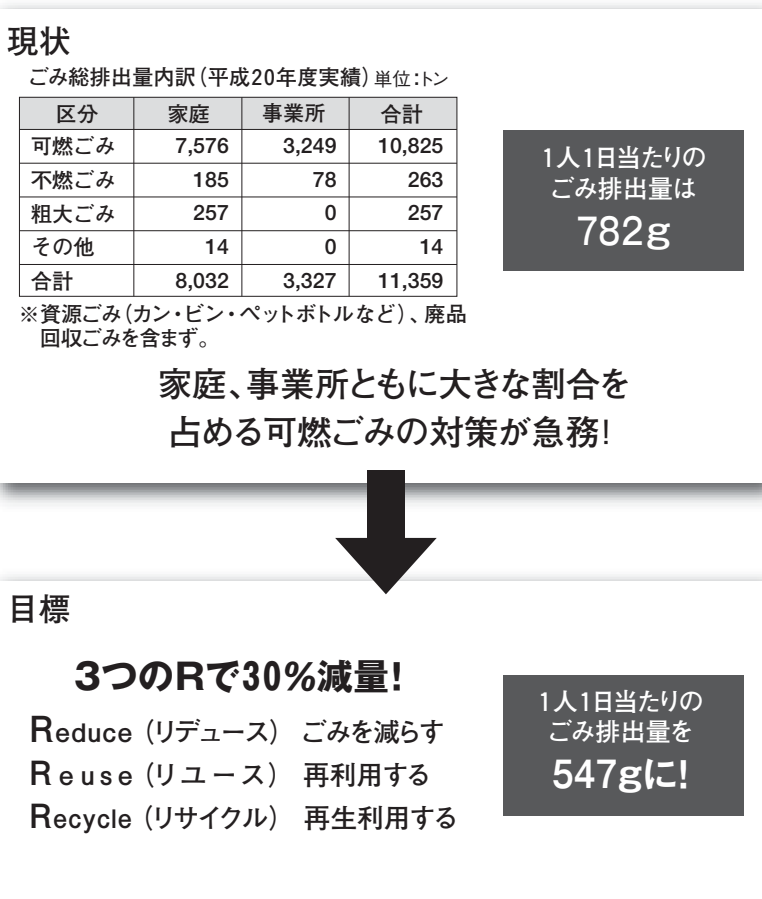 現状
ごみ総排出量内訳(平成20年度実績)単位:トン
区分 家庭 事業所 合計
可燃ごみ 7,576 3,249 10,825
不燃ごみ 185 78 263
粗大ごみ 257 0 257
その他 14 0 14
合計 8,032 3,327 11,359
※資源ごみ(カン・ビン・ペットボトルなど)、廃品
回収ごみを含まず。
1人1日当たりの
ごみ排出量は
782g
家庭、事業所ともに大きな割合を
占める可燃ごみの対策が急務!
目標
3つのRで30%減量!
Reduce(リデュース) ごみを減らす
Reuse(リユース) 再利用する
Recycle(リサイクル) 再生利用する
1人1日当たりの
ごみ排出量を
547gに!